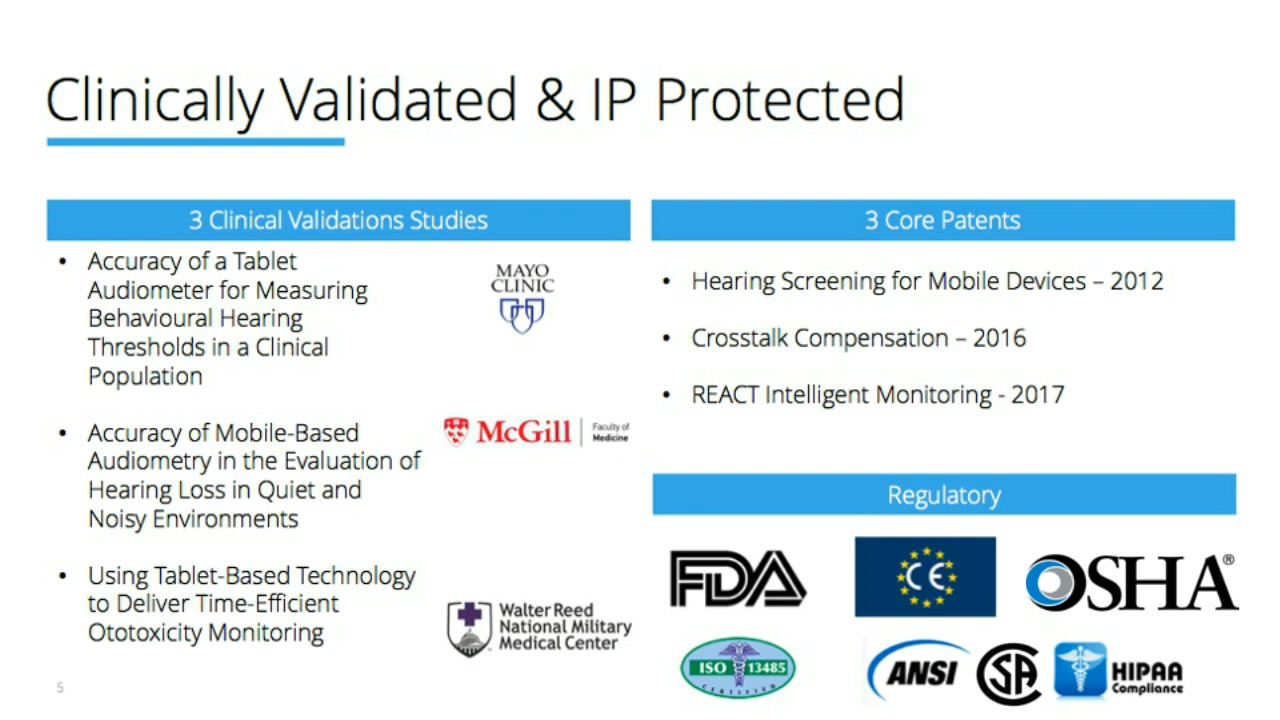 Clinically Validated & IP Protected
3 Clinical Validations Studies
• Accuracy of a Tablet
Audiometer for Measuring
Behavioural Hearing
Thresholds in a Clinical
Population
MAYO
CLINIC
• Accuracy of Mobile-Based
Audiometry in the Evaluation of
Hearing Loss in Quiet and
Noisy Environments
McGill
Faculty of
Medicine
• Using Tablet-Based Technology
to Deliver Time-Efficient
Ototoxicity Monitoring
Walter Reed
National Military
Medical Center
5
3 Core Patents
• Hearing Screening for Mobile Devices – 2012
• Crosstalk Compensation – 2016
• REACT Intelligent Monitoring - 2017
Regulatory
FDA
CE
OSHA®
ISO 13485
CERTIFIED
ANSI
CSA
HIPAA
Compliance